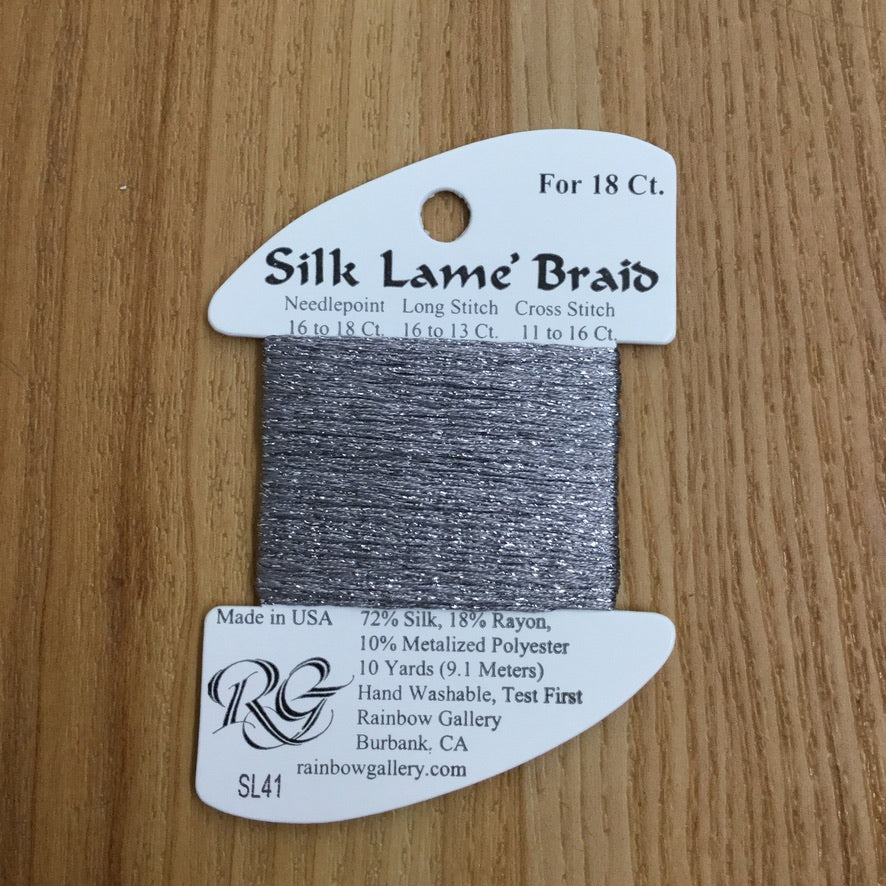 For 18 Ct.
Silk Lamé Braid
Needlepoint Long Stitch Cross Stitch
16 to 18 Ct. 16 to 13 Ct. 11 to 16 Ct.
Made in USA 72% Silk, 18% Rayon,
10% Metalized Polyester
10 Yards (9.1 Meters)
Hand Washable, Test First
RG
Rainbow Gallery
Burbank, CA
rainbowgallery.com
SL41